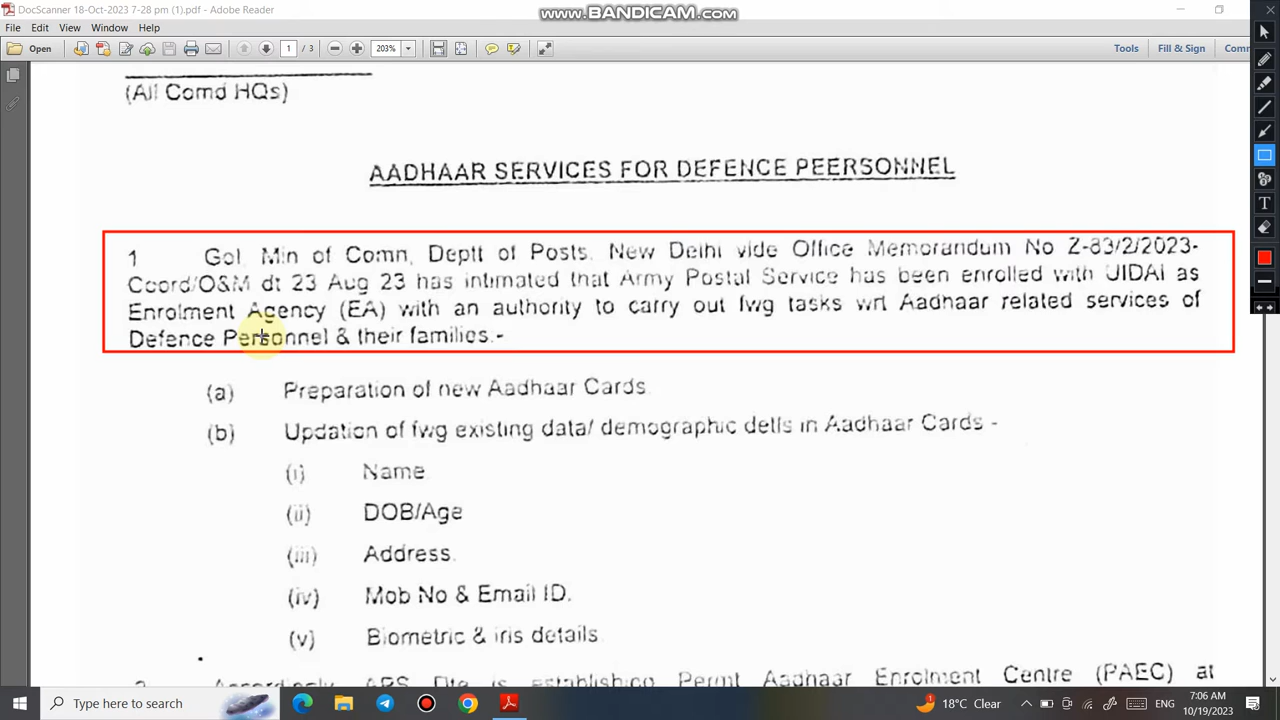 DocScanner 18-Oct-2023 7-28 pm (1).pdf - Adobe Reader
www.BANDICAM.com
File Edit View Window Help
Open 1 / 3 203% Tools Fill & Sign Comm
(All Comd HQs)
AADHAAR SERVICES FOR DEFENCE PEERSONNEL
1 GoI, Min of Comn, Deptt of Posts, New Delhi vide Office Memorandum No Z-83/2/2023-
Coord/O&M dt 23 Aug 23 has intimated that Army Postal Service has been enrolled with UIDAI as
Enrolment Agency (EA) with an authority to carry out fwg tasks wrt Aadhaar related services of
Defence Personnel & their families.-
(a) Preparation of new Aadhaar Cards.
(b) Updation of fwg existing data/ demographic detls in Aadhaar Cards -
(i) Name
(ii) DOB/Age
(iii) Address.
(iv) Mob No & Email ID.
(v) Biometric & iris details.
Accordingly APS Dte is establishing Permt Aadhaar Enrolment Centre (PAEC) at
Type here to search
18°C Clear
ENG
7:06 AM
10/19/2023